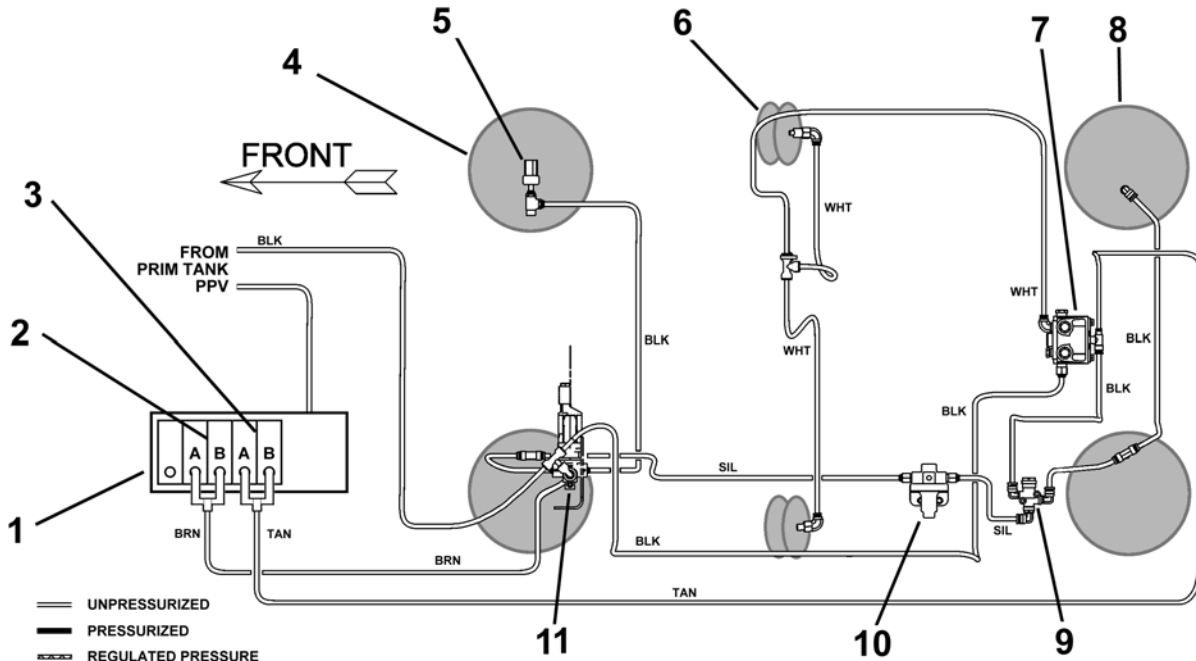 4
5
6
7
8
FRONT
3
FROM
PRIM TANK
PPV
BLK
WHT
2
WHT
BLK
BLK
WHT
BLK
BLK
A B A B
1
SIL
BRN
TAN
BRN
BLK
SIL
TAN
UNPRESSURIZED
PRESSURIZED
REGULATED PRESSURE
11
10
9